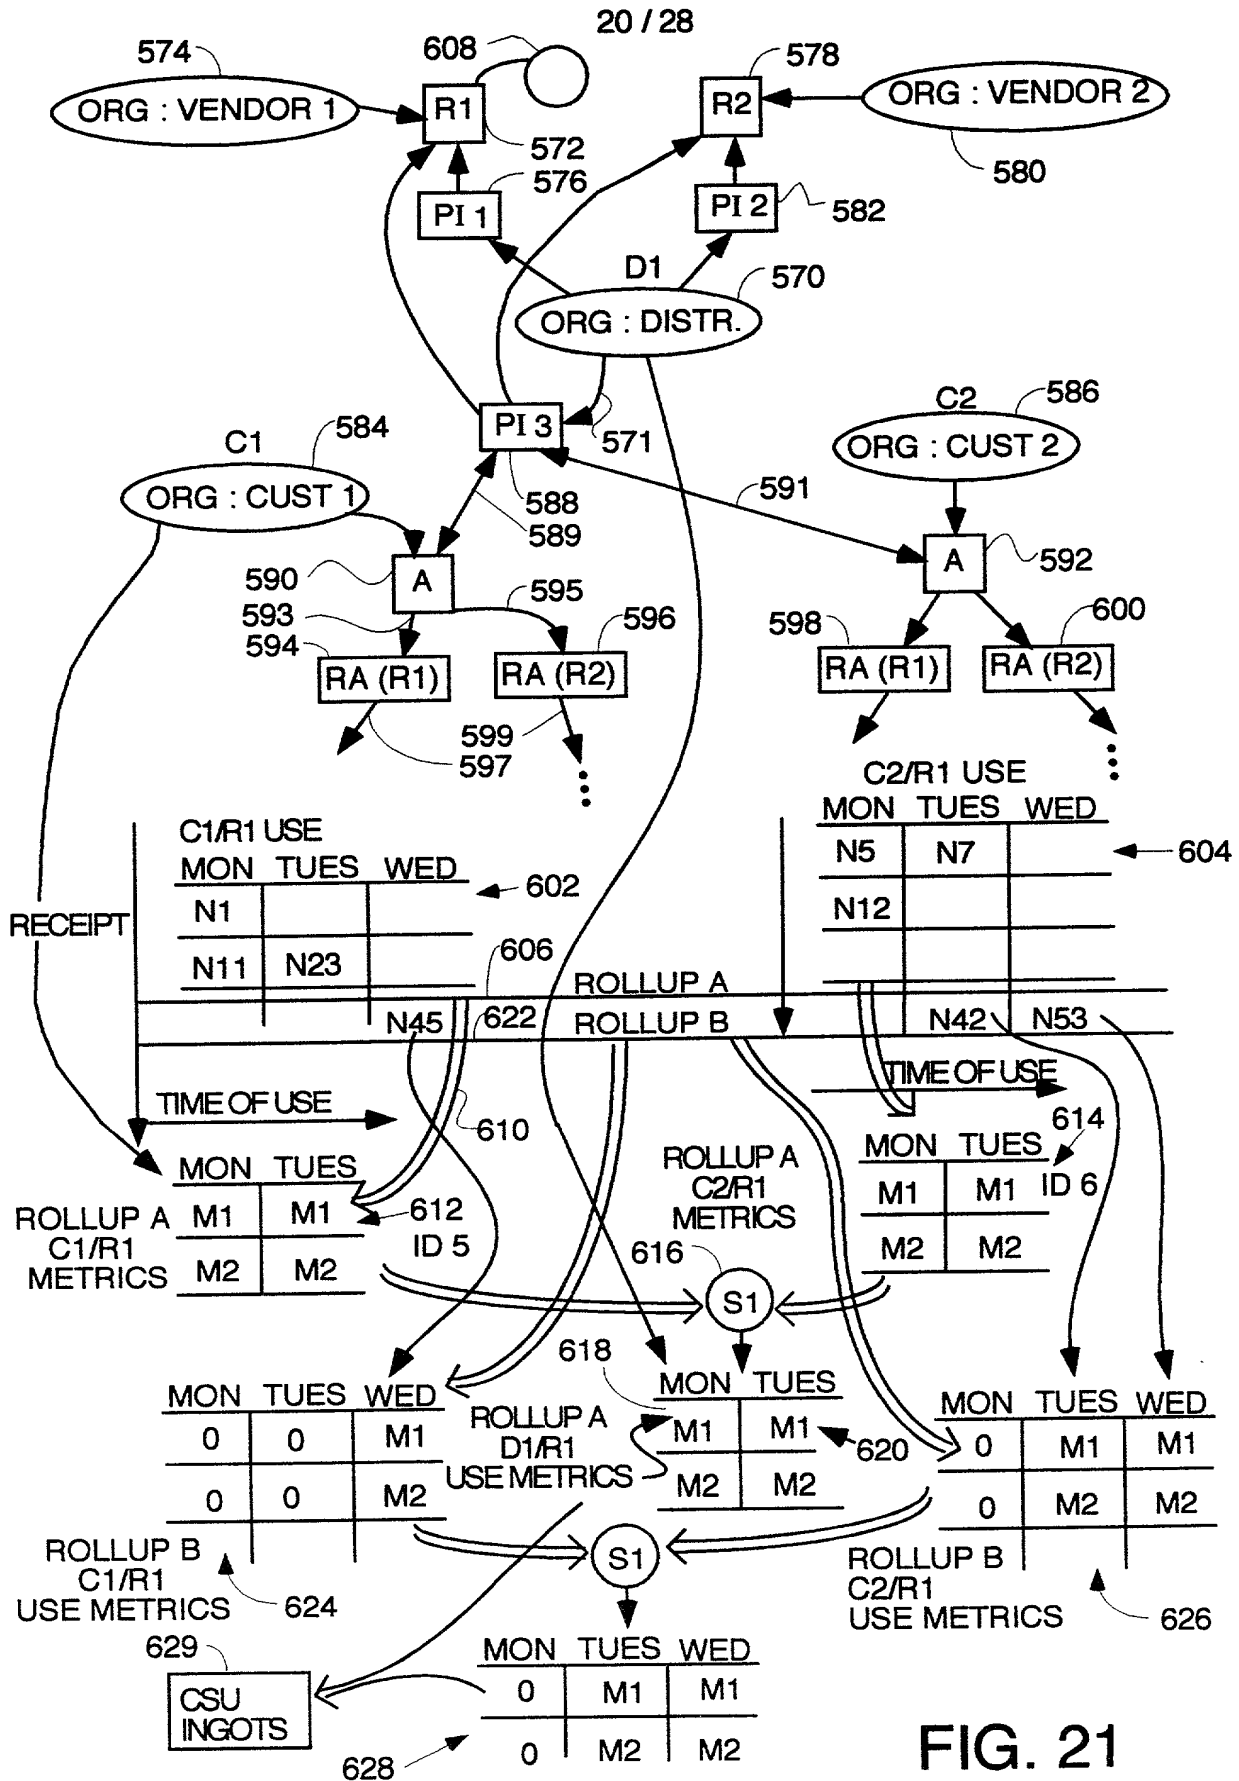 20 / 28
574
608
578
ORG : VENDOR 1
R1
R2
ORG : VENDOR 2
572
576
580
PI 1
PI 2
582
D1
570
ORG : DISTR.
C2
586
PI 3
571
C1
584
ORG : CUST 2
ORG : CUST 1
588
591
589
590
A
A
592
593
595
594
596
598
600
RA (R1)
RA (R2)
RA (R1)
RA (R2)
599
597
C2/R1 USE
MON TUES WED
C1/R1 USE
N5 N7
604
MON TUES WED
602
N1
N12
RECEIPT
606
N11 N23
ROLLUP A
N45
622
ROLLUP B
N42 N53
TIME OF USE
TIME OF USE
610
614
MON TUES
MON TUES
ROLLUP A
C2/R1
METRICS
M1 M1
ID 6
ROLLUP A
C1/R1
METRICS
M1 M1
612
ID 5
M2 M2
M2 M2
616
S1
618
MON TUES WED
MON TUES
MON TUES WED
0 0 M1
ROLLUP A
D1/R1
USE METRICS
M1 M1
620
0 M1 M1
0 0 M2
M2 M2
0 M2 M2
ROLLUP B
C1/R1
USE METRICS
624
S1
ROLLUP B
C2/R1
USE METRICS
626
629
MON TUES WED
CSU
INGOTS
0 M1 M1
628
0 M2 M2
FIG. 21